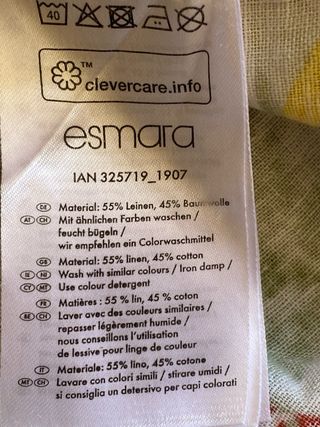 40
TM
clevercare.info
esmara
IAN 325719_1907
DE Material: 55% Leinen, 45% Baumwolle
AT CH Mit ähnlichen Farben waschen /
feucht bügeln /
wir empfehlen ein Colorwaschmittel
GB Material: 55% linen, 45% cotton
IE NI Wash with similar colours / Iron damp /
CY MT Use colour detergent
FR Matières : 55 % lin, 45 % coton
BE CH Laver avec des couleurs similaires /
repasser légèrement humide /
nous conseillons l'utilisation
de lessive pour linge de couleur
IT Materiale: 55% lino, 45% cotone
MT CH Lavare con colori simili / stirare umidi /
si consiglia un detersivo per capi colorati